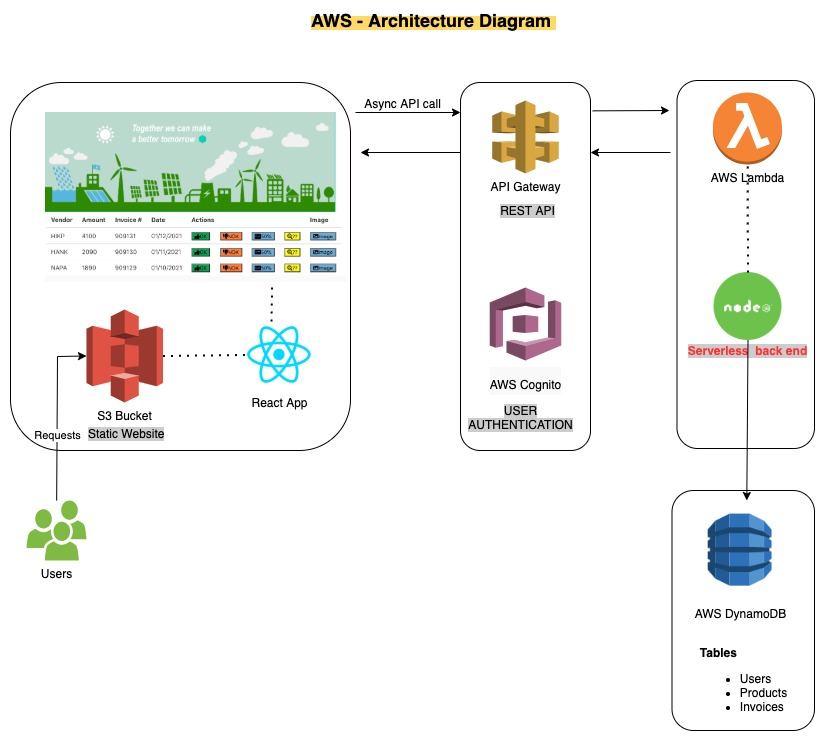 AWS - Architecture Diagram
Together we can make
a better tomorrow
Vendor Amount Invoice # Date Actions Image
HIKP 4100 909131 01/12/2021 OK NOK 50% ?? Image
HANK 2090 909130 01/11/2021 OK NOK 50% ?? Image
NAPA 1890 909129 01/10/2021 OK NOK 50% ?? Image
S3 Bucket
Static Website
React App
Requests
Users
Async API call
API Gateway
REST API
AWS Cognito
USER
AUTHENTICATION
AWS Lambda
node
Serverless back end
AWS DynamoDB
Tables
Users
Products
Invoices